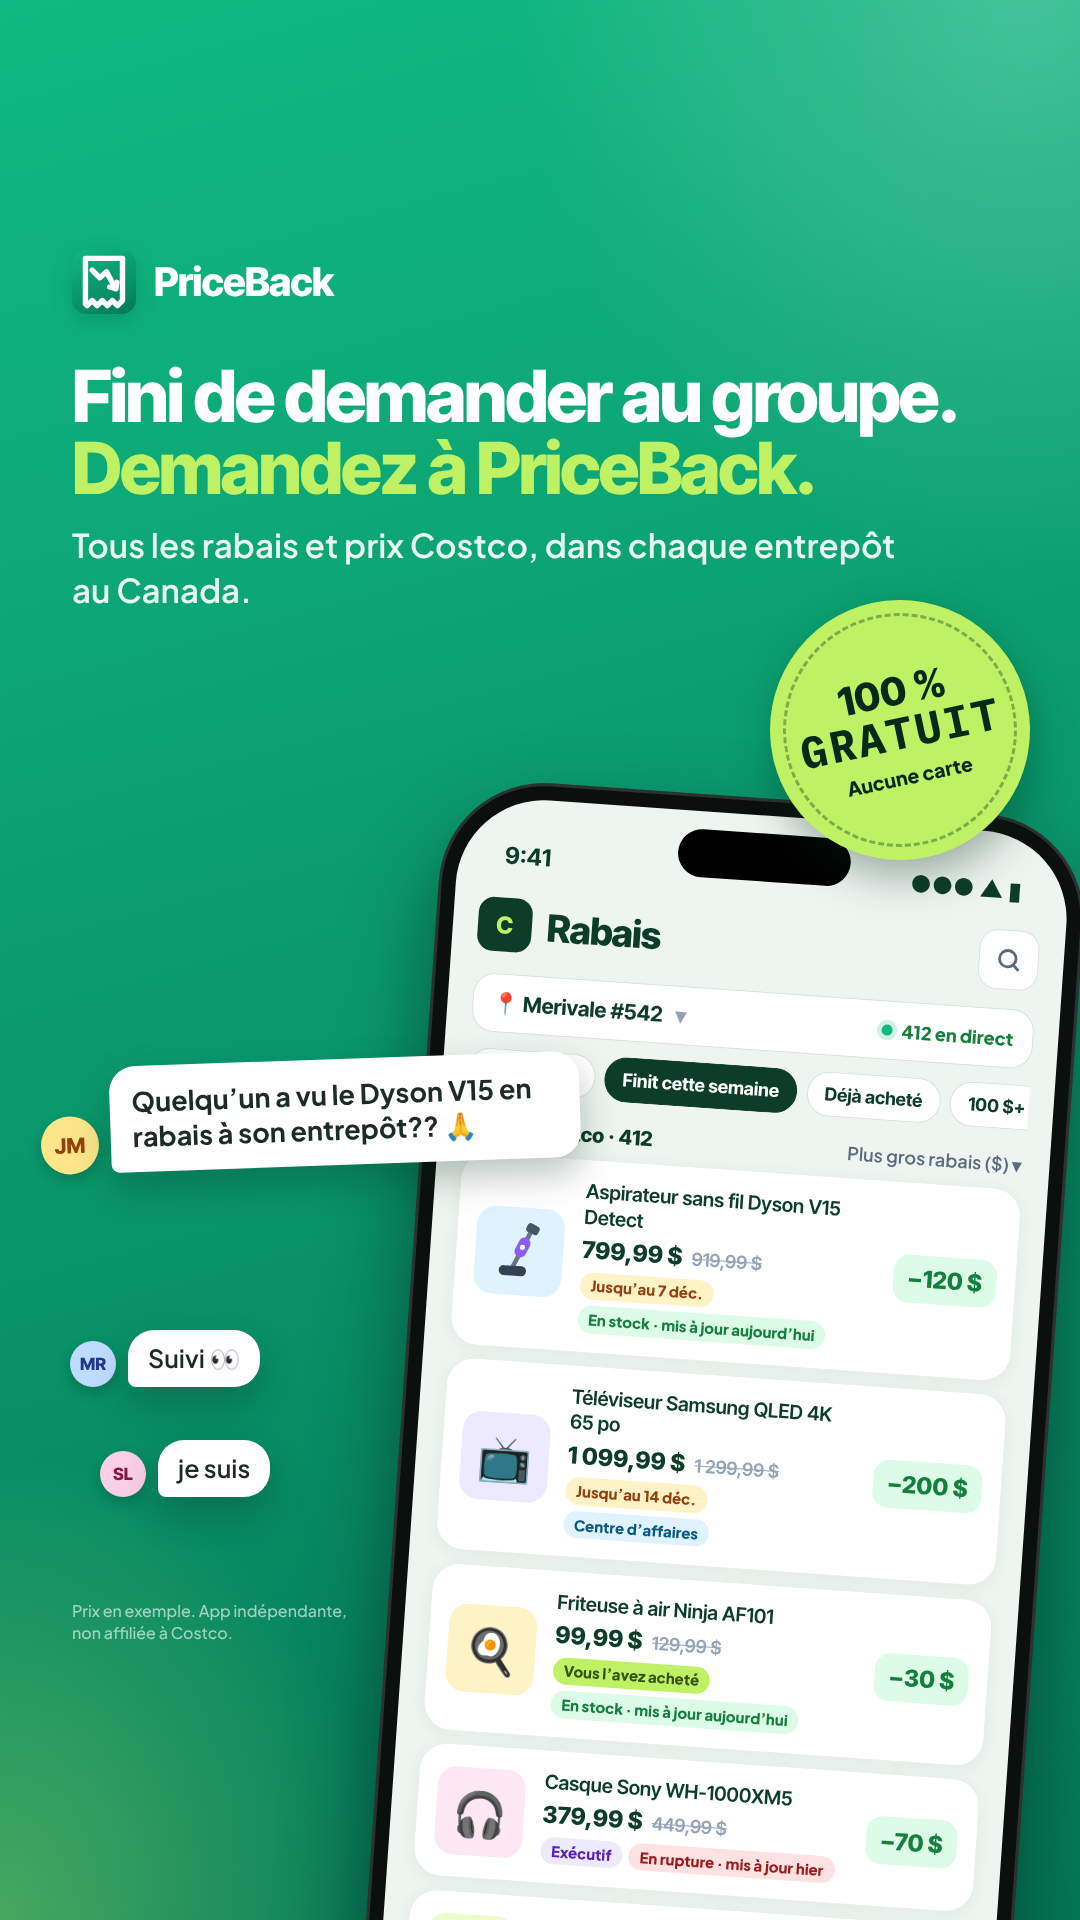 PriceBack
Fini de demander au groupe.
Demandez à PriceBack.
Tous les rabais et prix Costco, dans chaque entrepôt
au Canada.
100 %
GRATUIT
Aucune carte
9:41
C
Rabais
📍 Merivale #542 ▼
412 en direct
Finit cette semaine
Déjà acheté
100 $+
JM
Quelqu’un a vu le Dyson V15 en
rabais à son entrepôt?? 🙏
co · 412
Plus gros rabais ($) ▾
Aspirateur sans fil Dyson V15
Detect
799,99 $ 919,99 $
−120 $
Jusqu’au 7 déc.
En stock · mis à jour aujourd’hui
MR
Suivi 👀
SL
je suis
Téléviseur Samsung QLED 4K
65 po
1 099,99 $ 1 299,99 $
−200 $
Jusqu’au 14 déc.
Centre d’affaires
Friteuse à air Ninja AF101
99,99 $ 129,99 $
−30 $
Vous l’avez acheté
En stock · mis à jour aujourd’hui
Prix en exemple. App indépendante,
non affiliée à Costco.
Casque Sony WH-1000XM5
379,99 $ 449,99 $
−70 $
Exécutif
En rupture · mis à jour hier